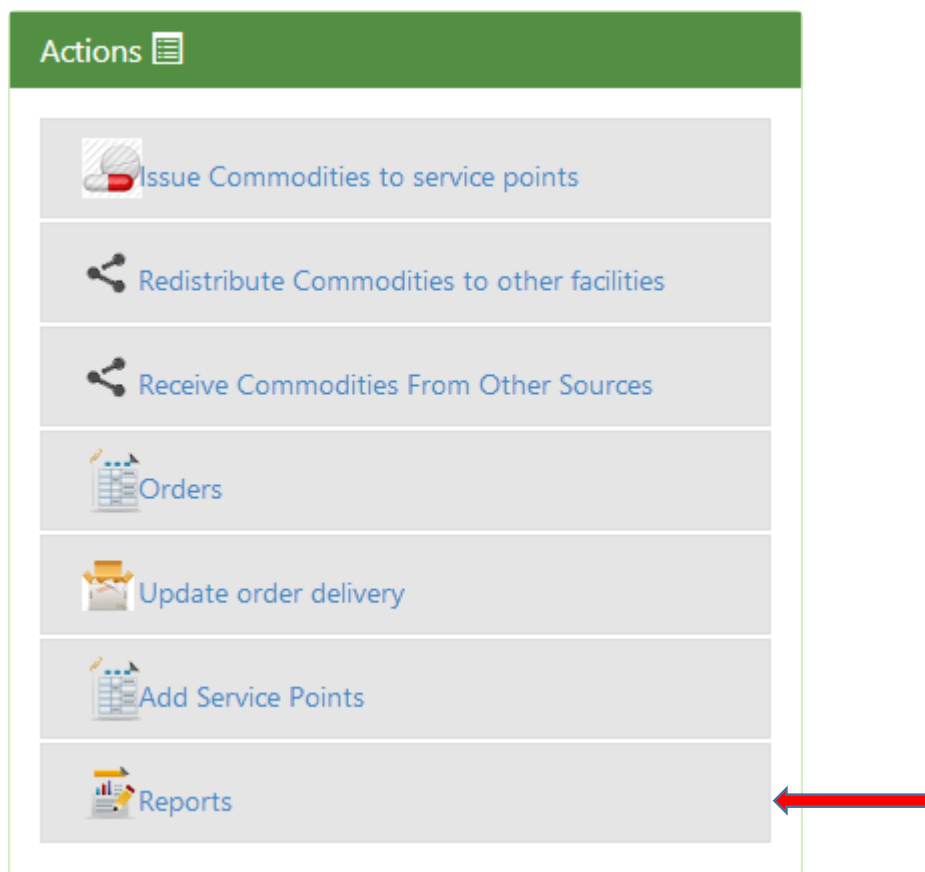 Actions
Issue Commodities to service points
Redistribute Commodities to other facilities
Receive Commodities From Other Sources
Orders
Update order delivery
Add Service Points
Reports